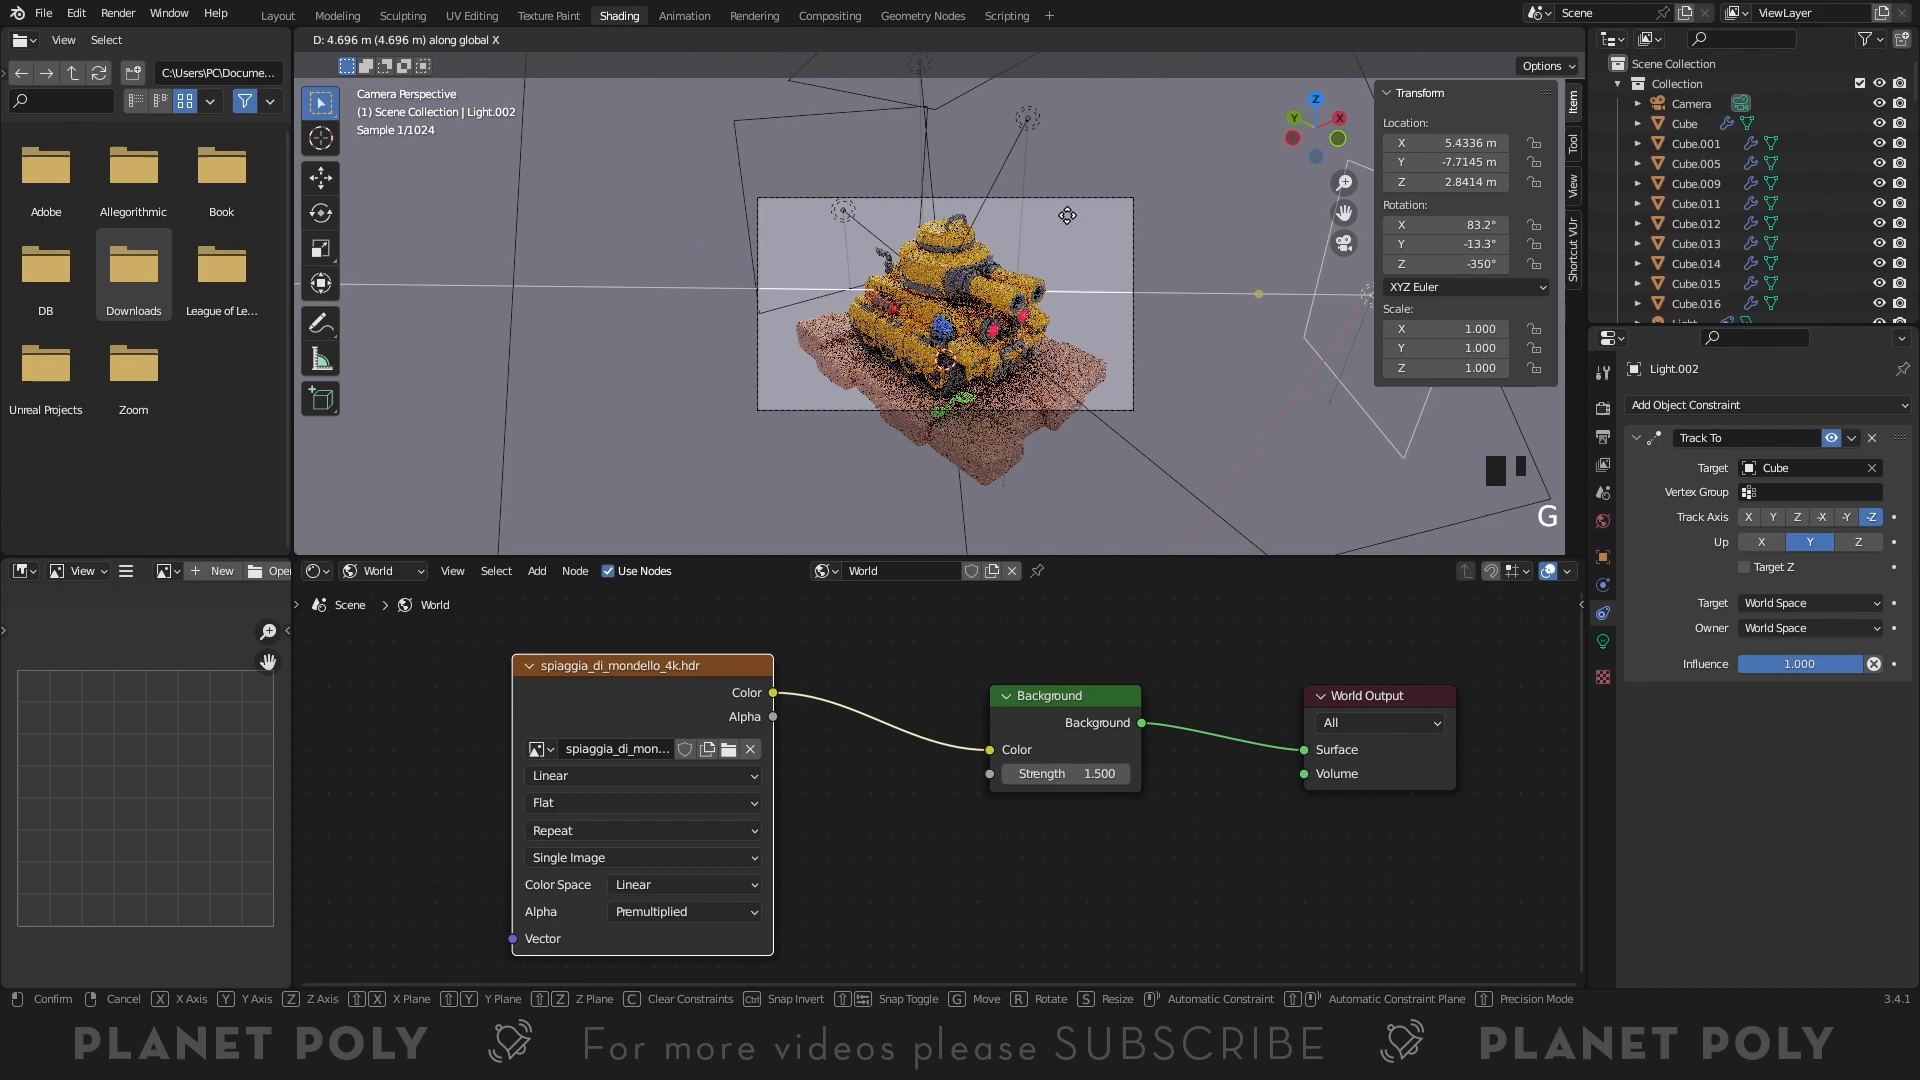 File Edit Render Window Help Layout Modeling Sculpting UV Editing Texture Paint Shading Animation Rendering Compositing Geometry Nodes Scripting + Scene ViewLayer
View Select
C:\Users\PC\Docume...
Adobe Allegorithmic Book
DB Downloads League of Le...
Unreal Projects Zoom
D: 4.696 m (4.696 m) along global X
Options
Camera Perspective
(1) Scene Collection | Light.002
Sample 1/1024
Z
Y X
G
Transform
Location:
X 5.4336 m
Y -7.7145 m
Z 2.8414 m
Rotation:
X 83.2°
Y -13.3°
Z -350°
XYZ Euler
Scale:
X 1.000
Y 1.000
Z 1.000
Item
Tool
View
Shortcut VUr
Scene Collection
Collection
Camera
Cube
Cube.001
Cube.005
Cube.009
Cube.011
Cube.012
Cube.013
Cube.014
Cube.015
Cube.016
Light.002
Add Object Constraint
Track To
Target Cube
Vertex Group
Track Axis X Y Z -X -Y -Z
Up X Y Z
Target Z
Target World Space
Owner World Space
Influence 1.000
View + New Open
World View Select Add Node Use Nodes World
Scene > World
spiaggia_di_mondello_4k.hdr
Color
Alpha
spiaggia_di_mon...
Linear
Flat
Repeat
Single Image
Color Space Linear
Alpha Premultiplied
Vector
Background
Background
Color
Strength 1.500
World Output
All
Surface
Volume
Confirm Cancel X X Axis Y Y Axis Z Z Axis X X Plane Y Y Plane Z Z Plane C Clear Constraints Ctrl Snap Invert Snap Toggle G Move R Rotate S Resize Automatic Constraint Automatic Constraint Plane Precision Mode 3.4.1
PLANET POLY For more videos please SUBSCRIBE PLANET POLY